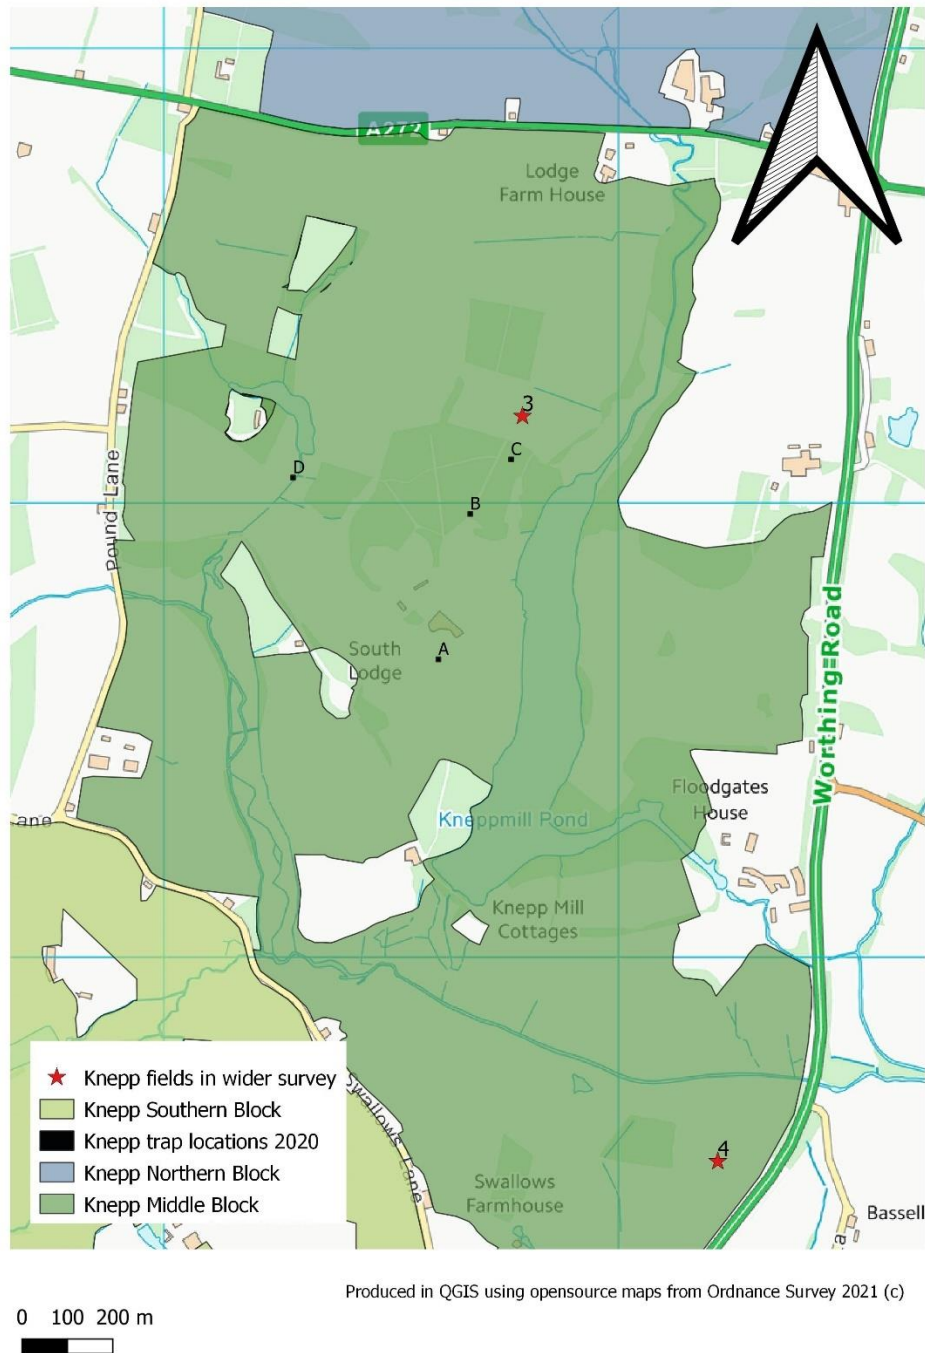 A272
Lodge
Farm House
3
C
D
B
Pound Lane
South
Lodge
A
Worthing Road
Floodgates
House
Kneppmill Pond
ane
Knepp Mill
Cottages
Swallows Lane
Knepp fields in wider survey
Knepp Southern Block
Knepp trap locations 2020
Knepp Northern Block
Knepp Middle Block
4
Swallows
Farmhouse
Bassell
Produced in QGIS using opensource maps from Ordnance Survey 2021 (c)
0 100 200 m